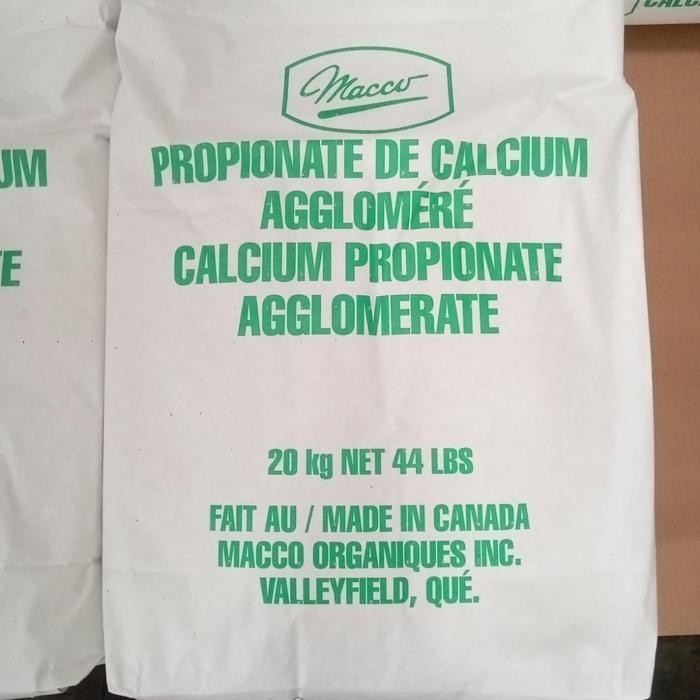 Macco
PROPIONATE DE CALCIUM
AGGLOMÉRÉ
CALCIUM PROPIONATE
AGGLOMERATE
20 kg NET 44 LBS
FAIT AU / MADE IN CANADA
MACCO ORGANIQUES INC.
VALLEYFIELD, QUÉ.